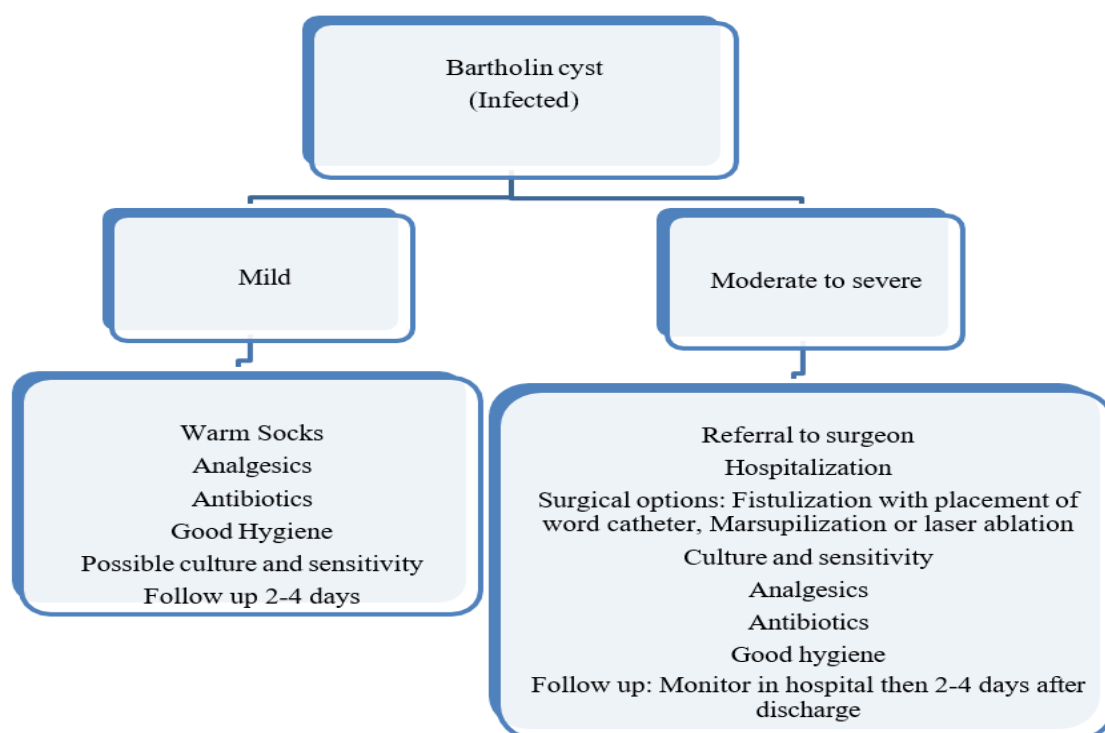 Bartholin cyst
(Infected)
Mild
Moderate to severe
Warm Socks
Analgesics
Antibiotics
Good Hygiene
Possible culture and sensitivity
Follow up 2-4 days
Referral to surgeon
Hospitalization
Surgical options: Fistulization with placement of
word catheter, Marsupilization or laser ablation
Culture and sensitivity
Analgesics
Antibiotics
Good hygiene
Follow up: Monitor in hospital then 2-4 days after
discharge